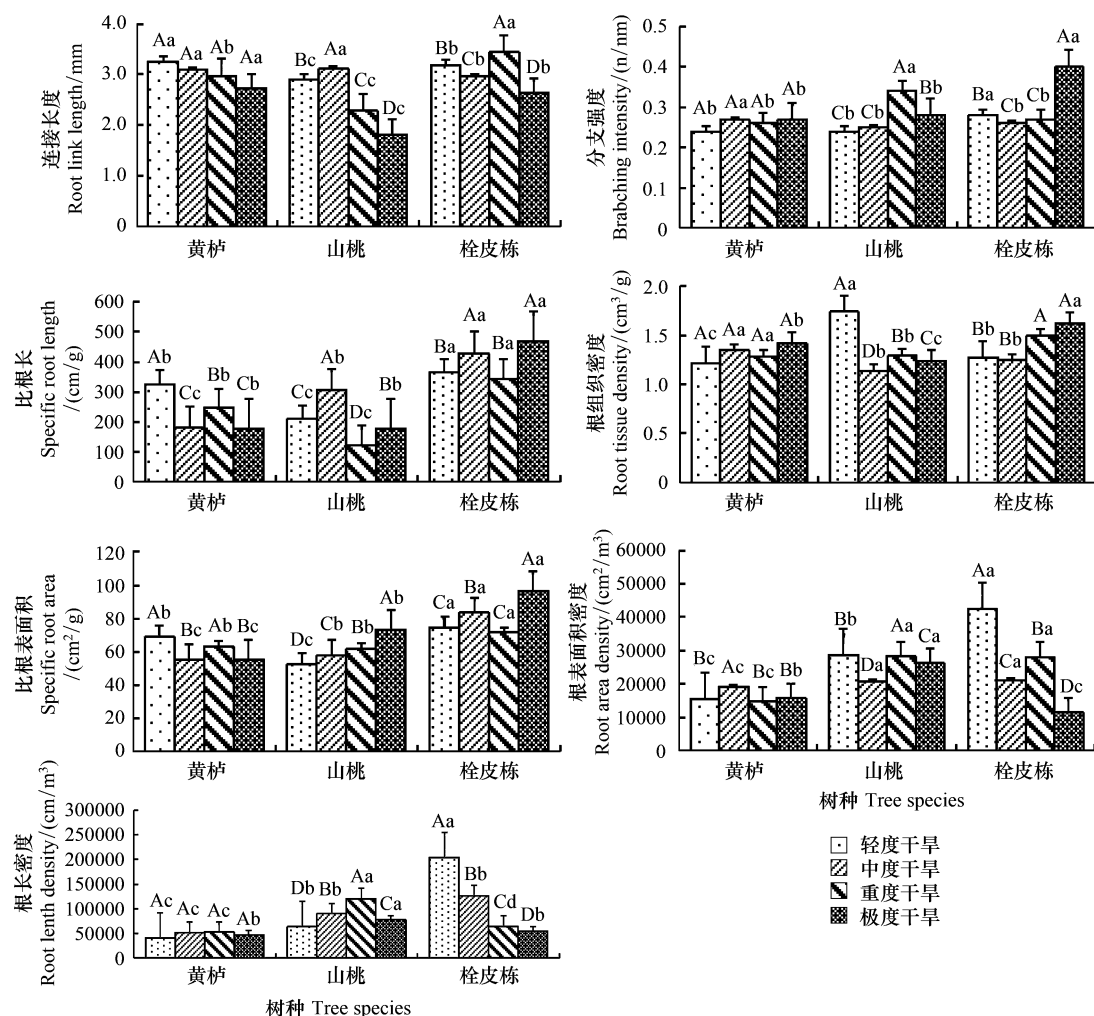 连接长度
Root link length/mm
4.0
3.0
2.0
1.0
0
Aa Aa Ab Aa
Bc Aa Cc Dc
Bb Cb Aa Db
黄栌 山桃 栓皮栋
分支强度
Brabching intensity/(n/nm)
0.5
0.4
0.3
0.2
0.1
0
Ab Aa Ab Ab
Cb Cb Aa Bb
Ba Cb Cb Aa
黄栌 山桃 栓皮栋
比根长
Specific root length
/(cm/g)
600
500
400
300
200
100
0
Ab Cc Bb Cb
Cc Ab Dc Bb
Ba Aa Ba Aa
黄栌 山桃 栓皮栋
根组织密度
Root tissue density/(cm³/g)
2.0
1.5
1.0
0.5
0
Ac Aa Aa Ab
Aa Db Bb Cc
Bb Bb A Aa
黄栌 山桃 栓皮栋
比根表面积
Specific root area
/(cm²/g)
120
100
80
60
40
20
0
Ab Bc Ab Bc
Dc Cb Bb Ab
Ca Ba Ca Aa
黄栌 山桃 栓皮栋
根表面积密度
Root area density/(cm²/m³)
60000
50000
40000
30000
20000
10000
0
Bc Ac Bc Bb
Bb Da Aa Ca
Aa Ca Ba Dc
黄栌 山桃 栓皮栋
树种 Tree species
根长密度
Root lenth density/(cm/m³)
300000
250000
200000
150000
100000
50000
0
Ac Ac Ac Ab
Db Bb Aa Ca
Aa Bb Cd Db
黄栌 山桃 栓皮栋
树种 Tree species
轻度干旱
中度干旱
重度干旱
极度干旱